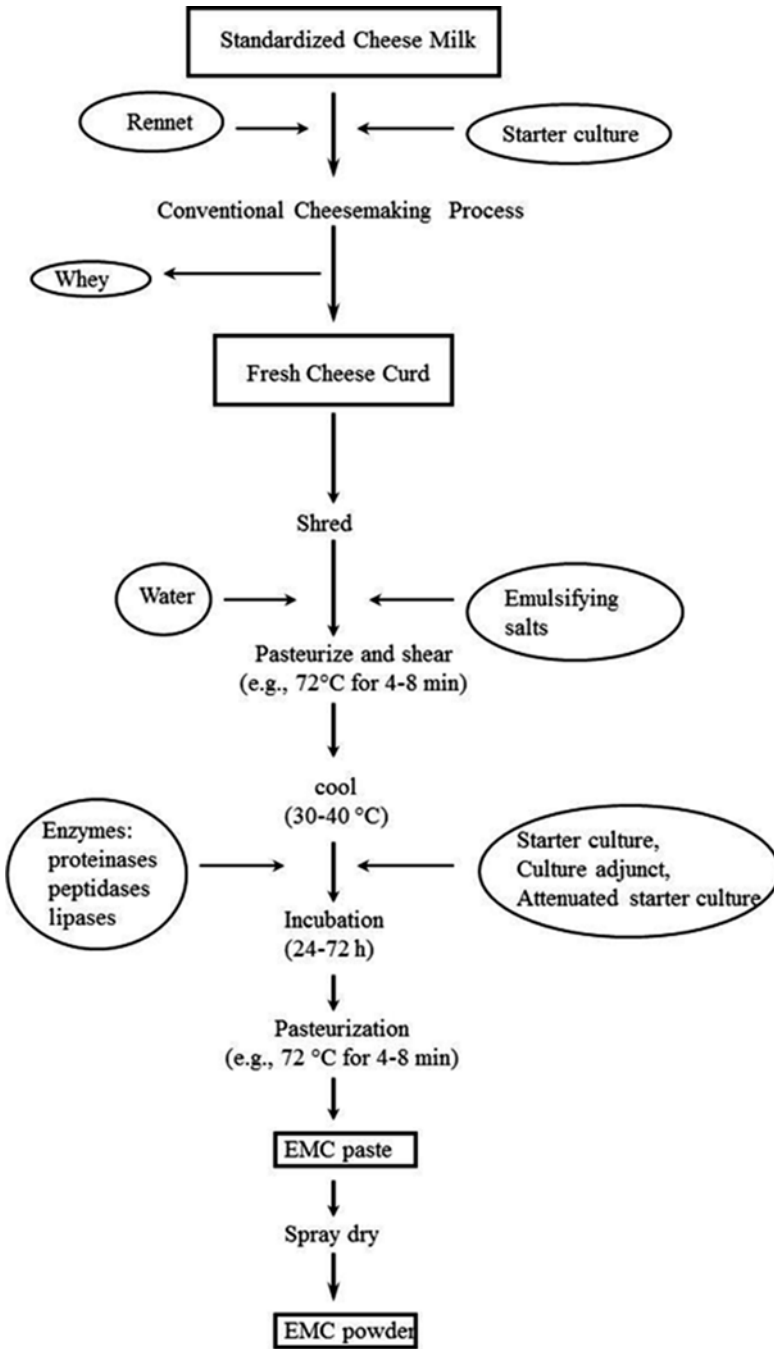 Standardized Cheese Milk
Rennet
Starter culture
Conventional Cheesemaking Process
Whey
Fresh Cheese Curd
Shred
Water
Emulsifying
salts
Pasteurize and shear
(e.g., 72°C for 4-8 min)
cool
(30-40 °C)
Enzymes:
proteinases
peptidases
lipases
Starter culture,
Culture adjunct,
Attenuated starter culture
Incubation
(24-72 h)
Pasteurization
(e.g., 72 °C for 4-8 min)
EMC paste
Spray dry
EMC powder